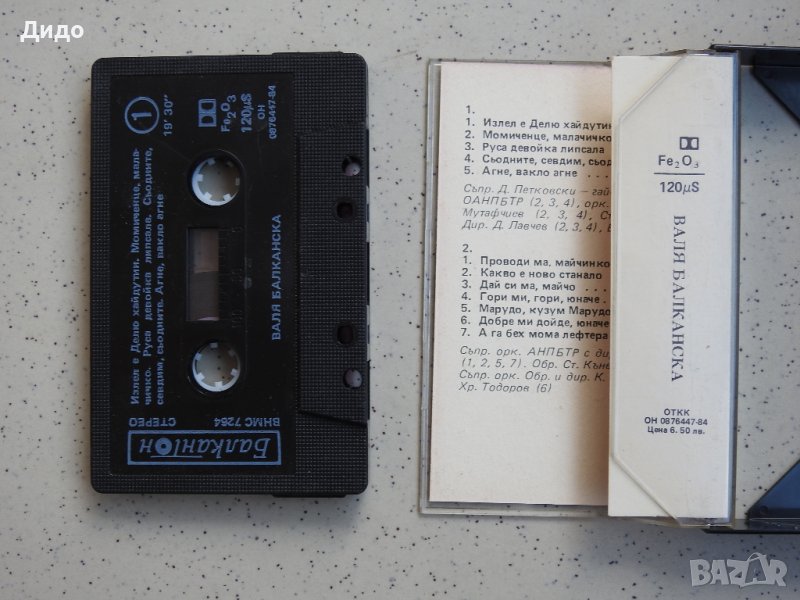 Дидо
1
19' 30"
Fe2O3
120µS
ОН
0876447-84
Излел е Делю хайдутин. Момиченце, мала-
чичко. Руса девойка липсала. Сьодните,
севдим, сьодните. Агне, вакло агне
ВАЛЯ БАЛКАНСКА
Балкантон
ВНМС 7264
СТЕРЕО
1.
1. Излел е Делю хайдутин
2. Момиченце, малачичко
3. Руса девойка липсала
4. Сьодните, севдим, сьод
5. Агне, вакло агне . . .
Съпр. Д. Петковски — гай
ОАНПБТР (2, 3, 4), орк.
Мутафчиев (2, 3, 4), Ст
Дир. Д. Лавчев (2, 3, 4),
2.
1. Проводи ма, майчинко
2. Какво е ново станало
3. Дай си ма, майчо . .
4. Гори ми, гори, юначе .
5. Марудо, кузум Марудо
6. Добре ми дойде, юначе
7. А га бех мома лефтера
Съпр. орк. АНПБТР с ди
(1, 2, 5, 7). Обр. Ст. Кън
Съпр. орк. Обр. и дир. К.
Хр. Тодоров (6)
Fe2O3
120µS
ВАЛЯ БАЛКАНСКА
ОТКК
ОН 0876447-84
Цена 6.50 лв.
BAZAR